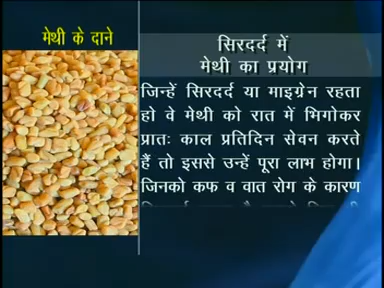 मेथी के दाने
सिरदर्द में
मेथी का प्रयोग
जिन्हें सिरदर्द या माइग्रेन रहता
हो वे मेथी को रात में भिगोकर
प्रातः काल प्रतिदिन सेवन करते
हैं तो इससे उन्हें पूरा लाभ होगा।
जिनको कफ व वात रोग के कारण